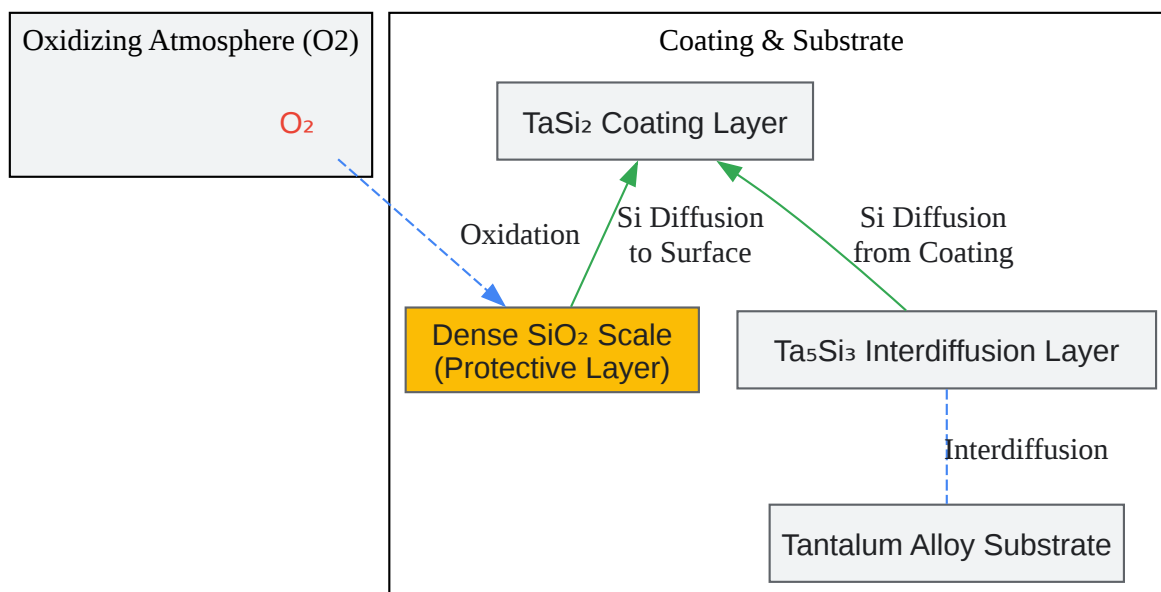 Oxidizing Atmosphere (O2)
O₂
Coating & Substrate
TaSi₂ Coating Layer
Oxidation
Si Diffusion
to Surface
Si Diffusion
from Coating
Dense SiO₂ Scale
(Protective Layer)
Ta₅Si₃ Interdiffusion Layer
Interdiffusion
Tantalum Alloy Substrate